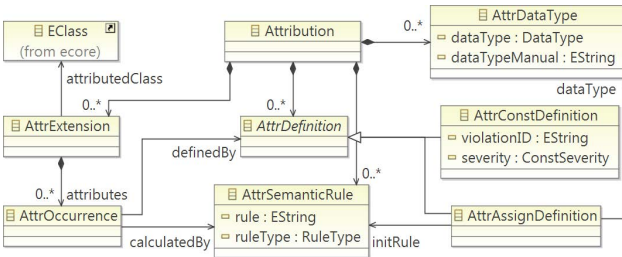 EClass
(from ecore)
Attribution
0..*
AttrDataType
dataType : DataType
dataTypeManual : EString
dataType
attributedClass
0..*
0..*
AttrExtension
AttrDefinition
definedBy
AttrConstDefinition
violationID : EString
severity : ConstSeverity
0..*
attributes
0..*
AttrOccurrence
calculatedBy
AttrSemanticRule
rule : EString
ruleType : RuleType
initRule
AttrAssignDefinition